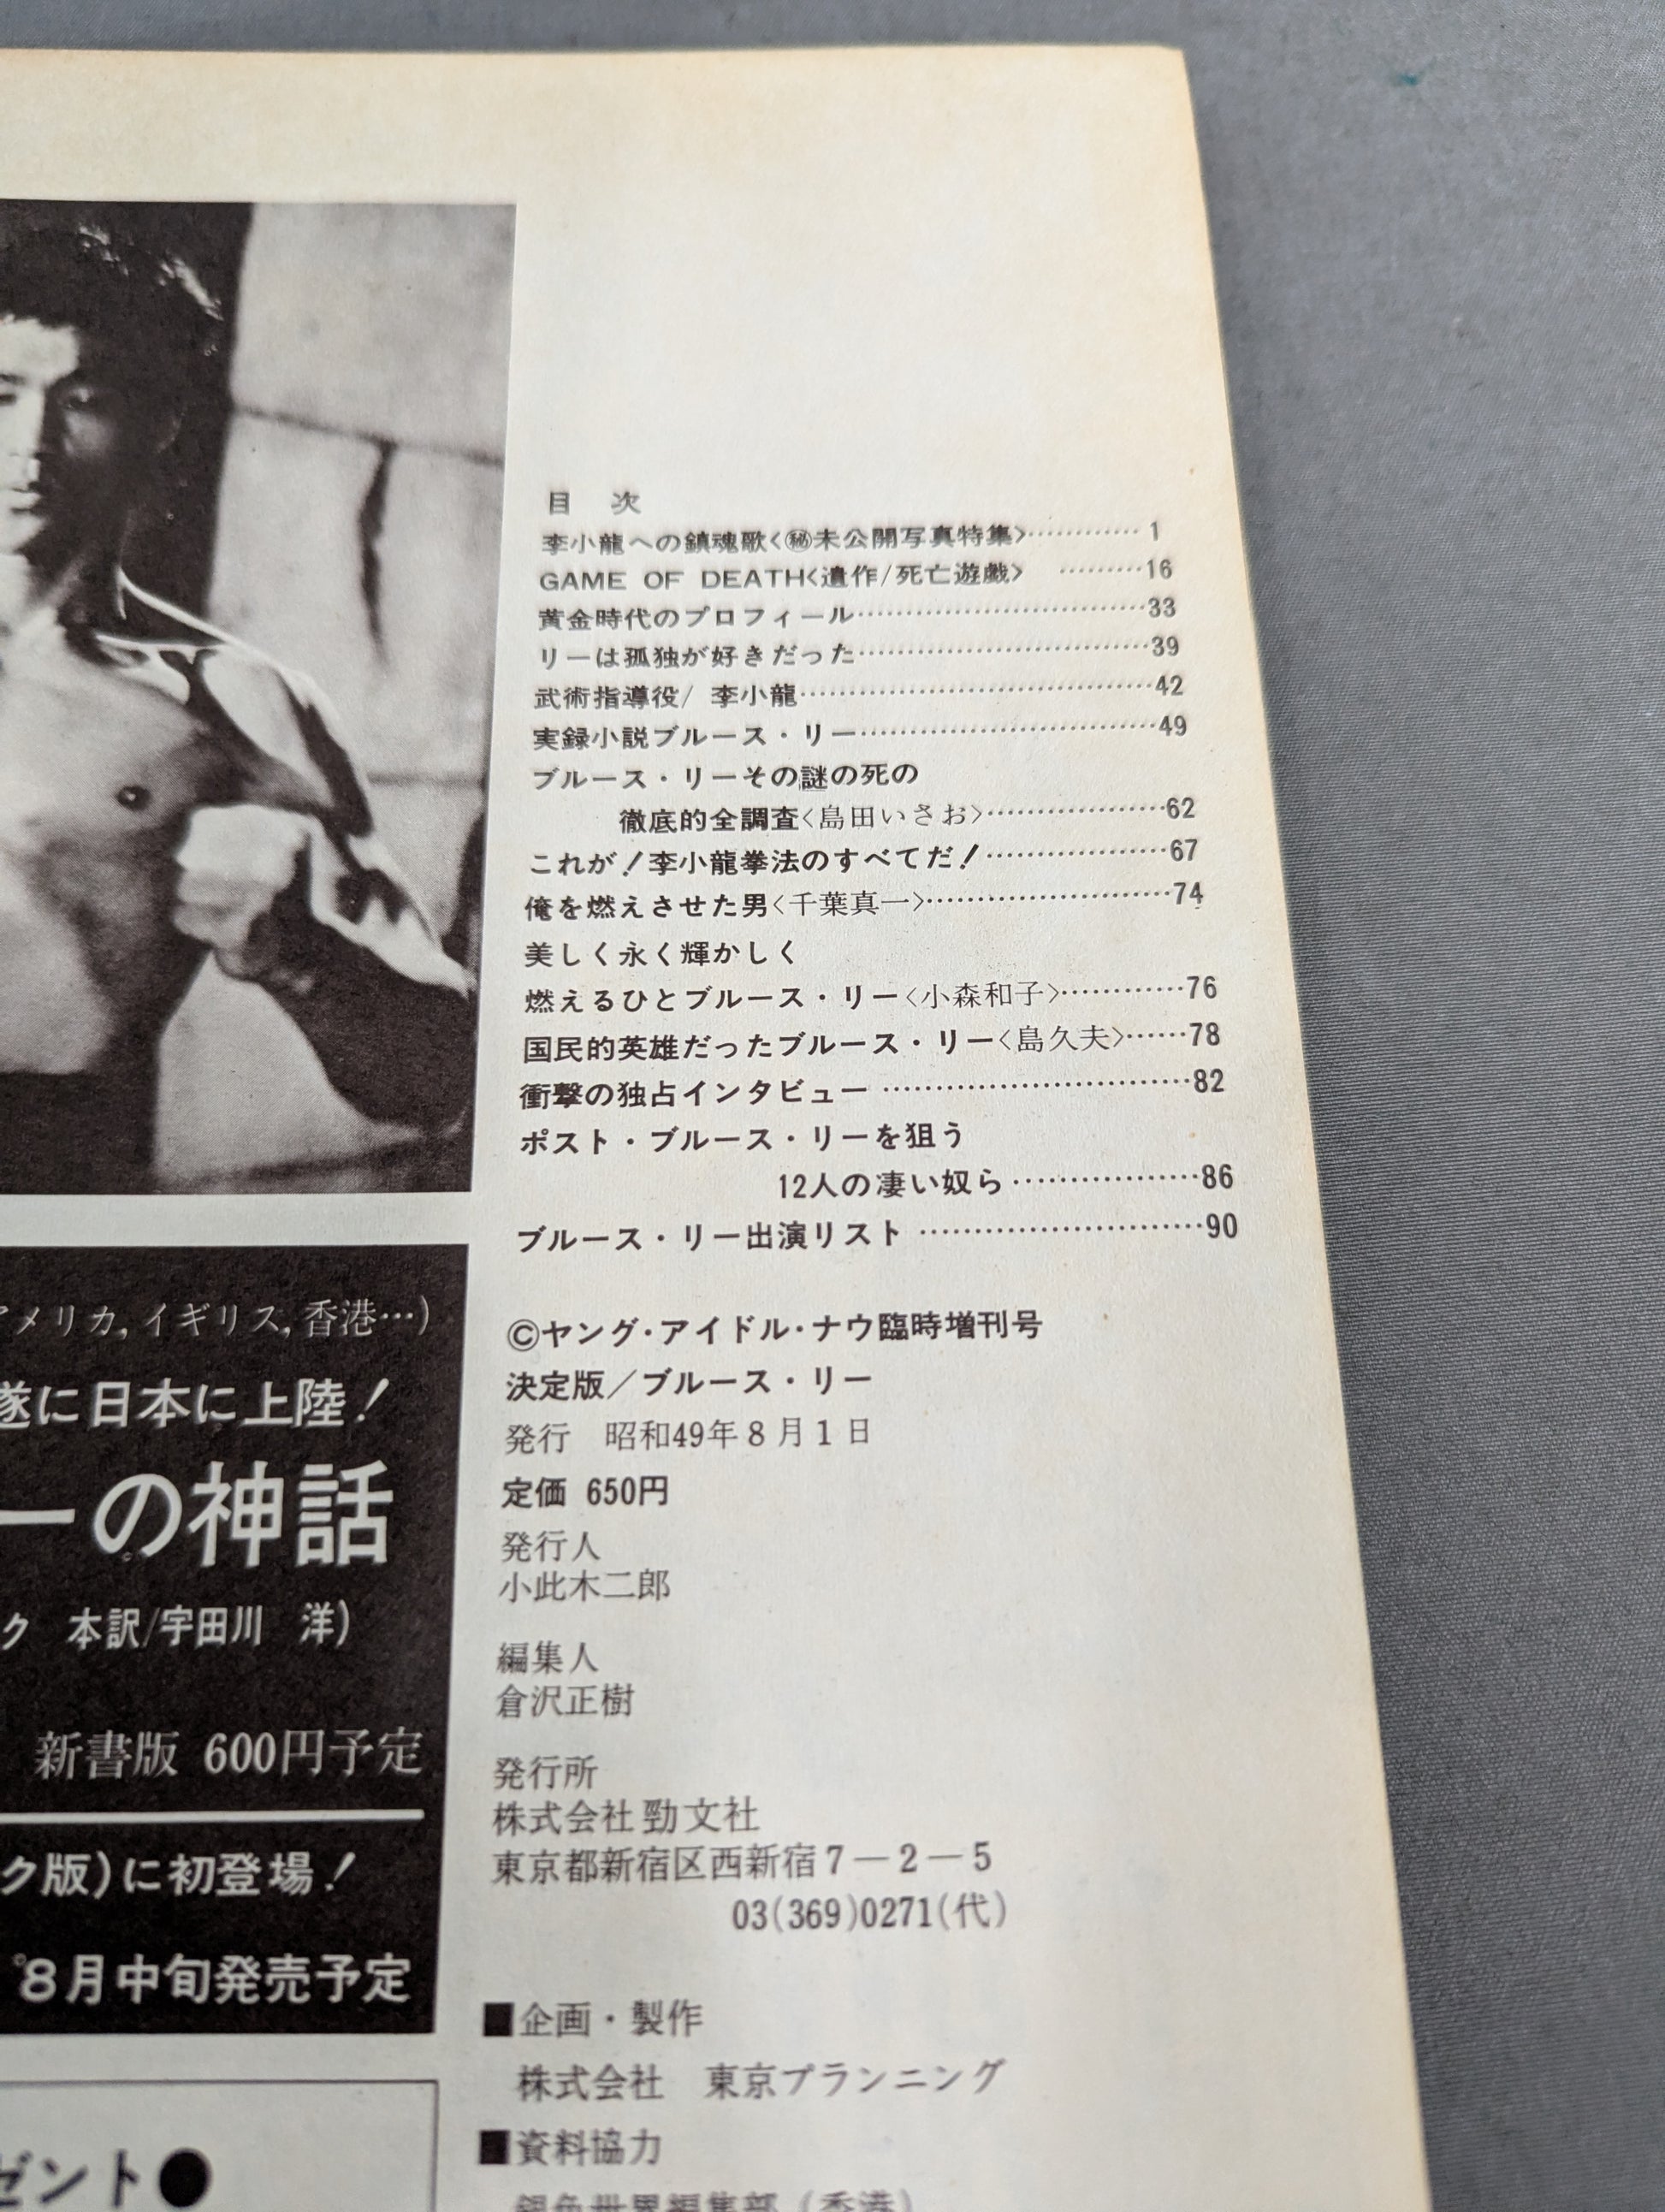 目 次
李小龍への鎮魂歌<㊙未公開写真特集>………… 1
GAME OF DEATH<遺作/死亡遊戯> ………16
黄金時代のプロフィール…………………………33
リーは孤独が好きだった…………………………39
武術指導役/ 李小龍………………………………42
実録小説ブルース・リー…………………………49
ブルース・リーその謎の死の
徹底的全調査〈島田いさお〉………………62
これが!李小龍拳法のすべてだ!………………67
俺を燃えさせた男〈千葉真一〉……………………74
美しく永く輝かしく
燃えるひとブルース・リー〈小森和子〉…………76
国民的英雄だったブルース・リー〈島久夫〉……78
衝撃の独占インタビュー …………………………82
ポスト・ブルース・リーを狙う
12人の凄い奴ら………………86
ブルース・リー出演リスト ………………………90
©ヤング・アイドル・ナウ臨時増刊号
決定版/ブルース・リー
発行 昭和49年8月1日
定価 650円
発行人
小此木二郎
編集人
倉沢正樹
発行所
株式会社勁文社
東京都新宿区西新宿7-2-5
03(369)0271(代)
■企画・製作
株式会社 東京プランニング
■資料協力
銀色世界編集部(香港)
アメリカ,イギリス,香港…)
遂に日本に上陸!
ーの神話
ク 本訳/宇田川 洋)
新書版 600円予定
ク版)に初登場!
8月中旬発売予定
ゼント●